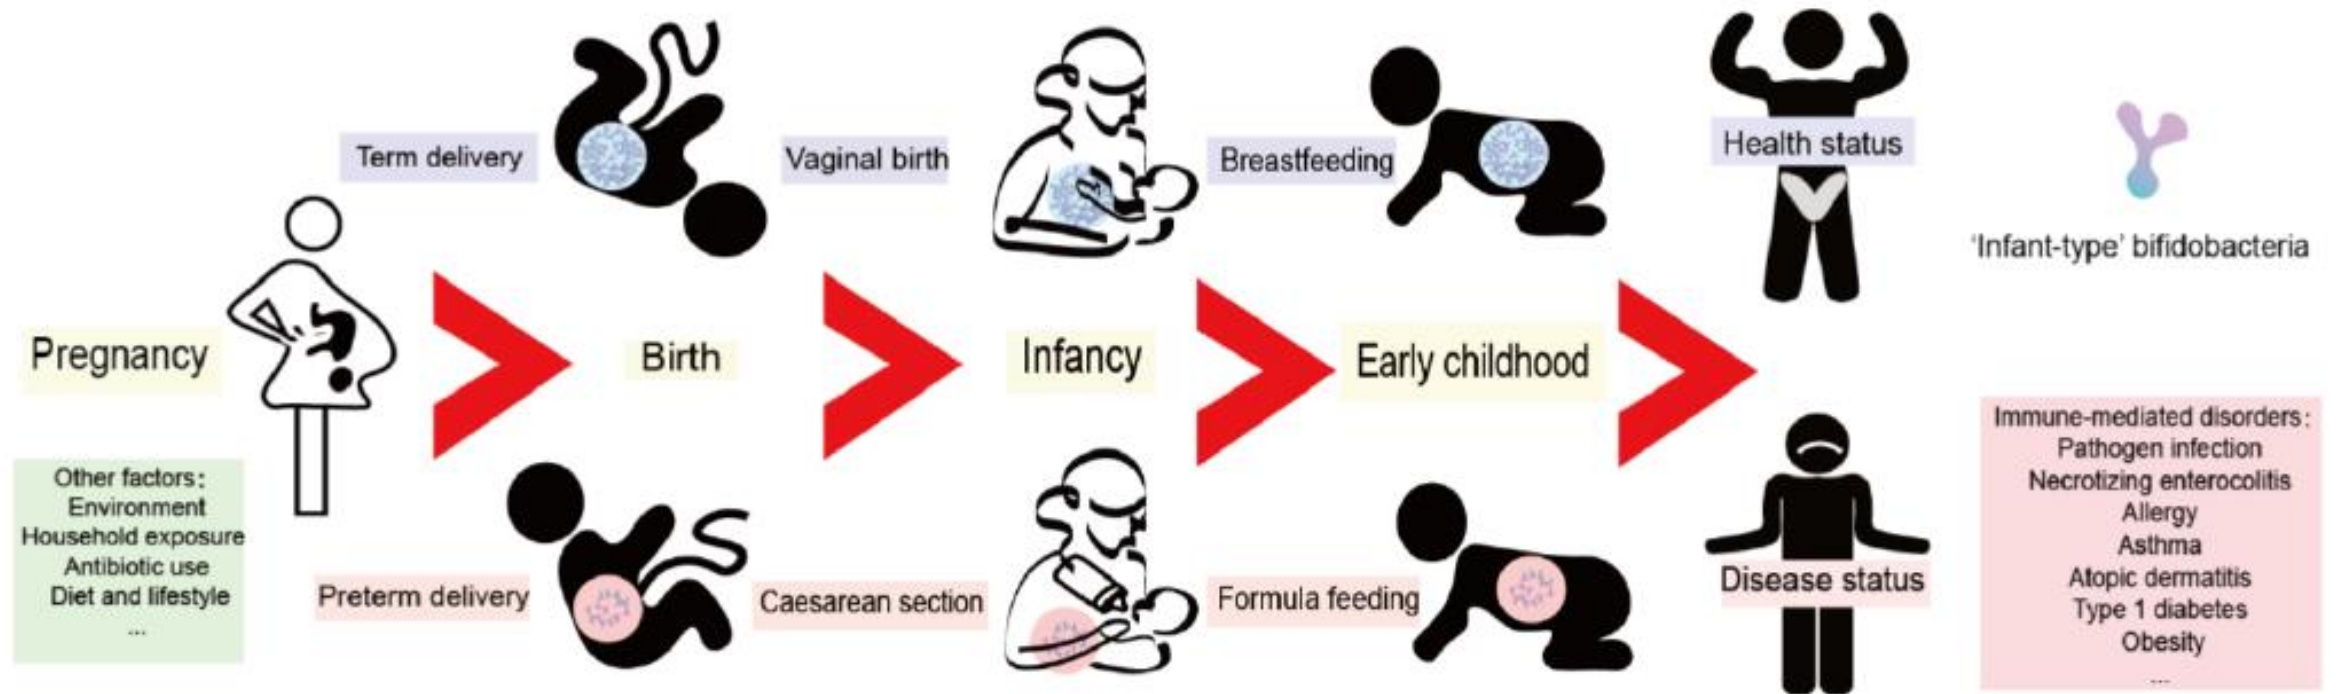 Term delivery
Vaginal birth
Breastfeeding
Health status
'Infant-type' bifidobacteria
Pregnancy
Birth
Infancy
Early childhood
Other factors:
Environment
Household exposure
Antibiotic use
Diet and lifestyle
...
Preterm delivery
Caesarean section
Formula feeding
Disease status
Immune-mediated disorders:
Pathogen infection
Necrotizing enterocolitis
Allergy
Asthma
Atopic dermatitis
Type 1 diabetes
Obesity
...